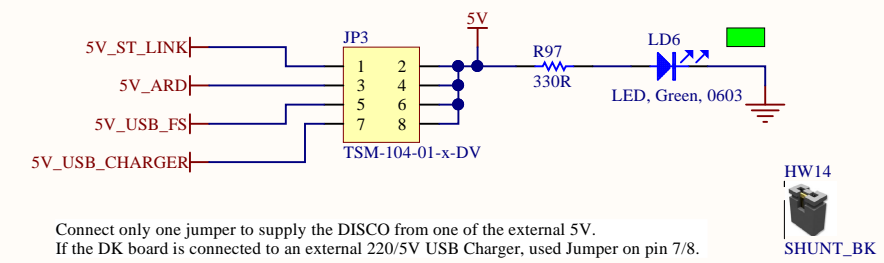 5V
5V_ST_LINK
JP3
R97
LD6
1 2
5V_ARD
3 4
330R
LED, Green, 0603
5V_USB_FS
5 6
7 8
5V_USB_CHARGER
TSM-104-01-x-DV
HW14
SHUNT_BK
Connect only one jumper to supply the DISCO from one of the external 5V.
If the DK board is connected to an external 220/5V USB Charger, used Jumper on pin 7/8.